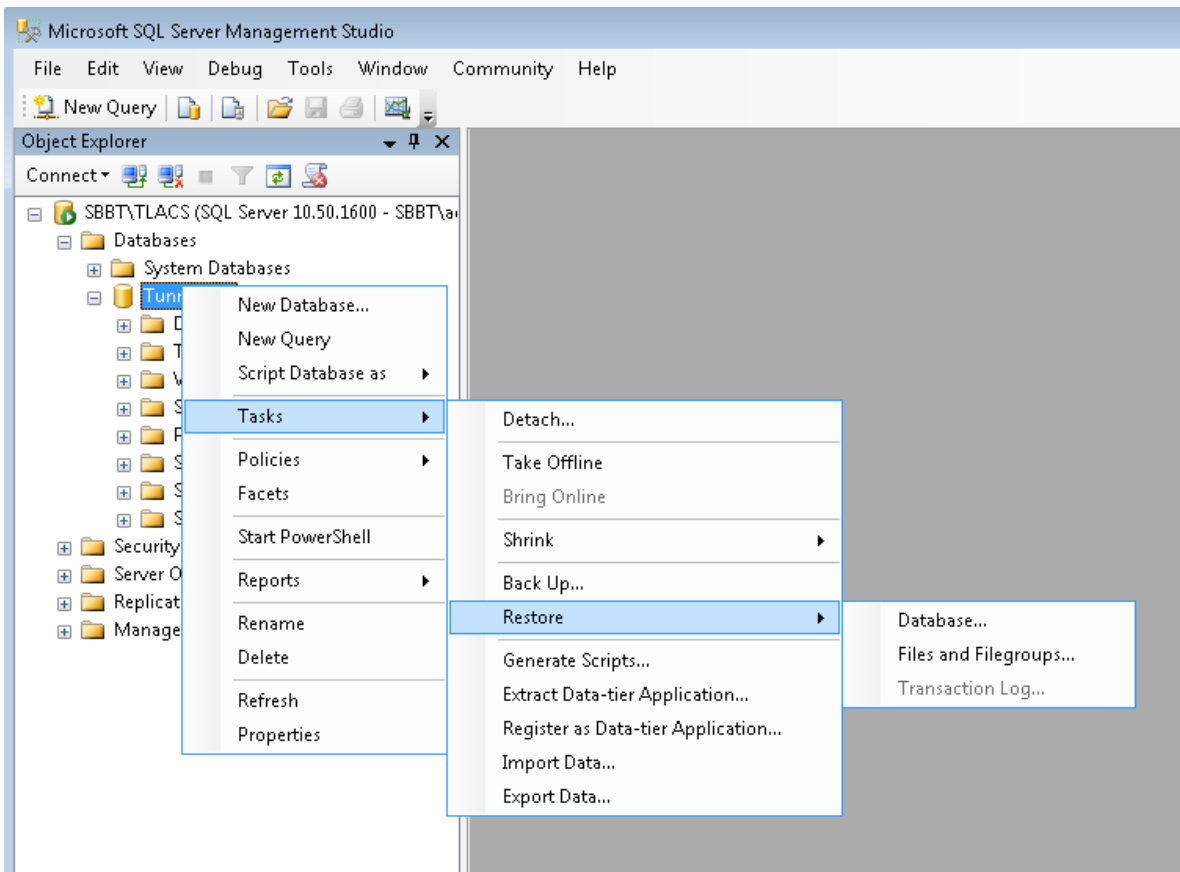 Microsoft SQL Server Management Studio
File Edit View Debug Tools Window Community Help
New Query
Object Explorer
Connect
SBBT\TLACS (SQL Server 10.50.1600 - SBBT\a
Databases
System Databases
Tun
New Database...
New Query
Script Database as
Tasks
Policies
Facets
Start PowerShell
Reports
Rename
Delete
Refresh
Properties
Detach...
Take Offline
Bring Online
Shrink
Back Up...
Restore
Generate Scripts...
Extract Data-tier Application...
Register as Data-tier Application...
Import Data...
Export Data...
Database...
Files and Filegroups...
Transaction Log...
Security
Server O
Replicat
Manage